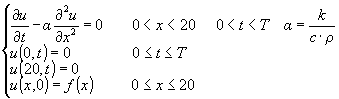 ∂u/∂t − α ∂²u/∂x² = 0 0 < x < 20 0 < t < T α = k/(c·ρ)
u(0,t) = 0 0 ≤ t ≤ T
u(20,t) = 0
u(x,0) = f(x) 0 ≤ x ≤ 20